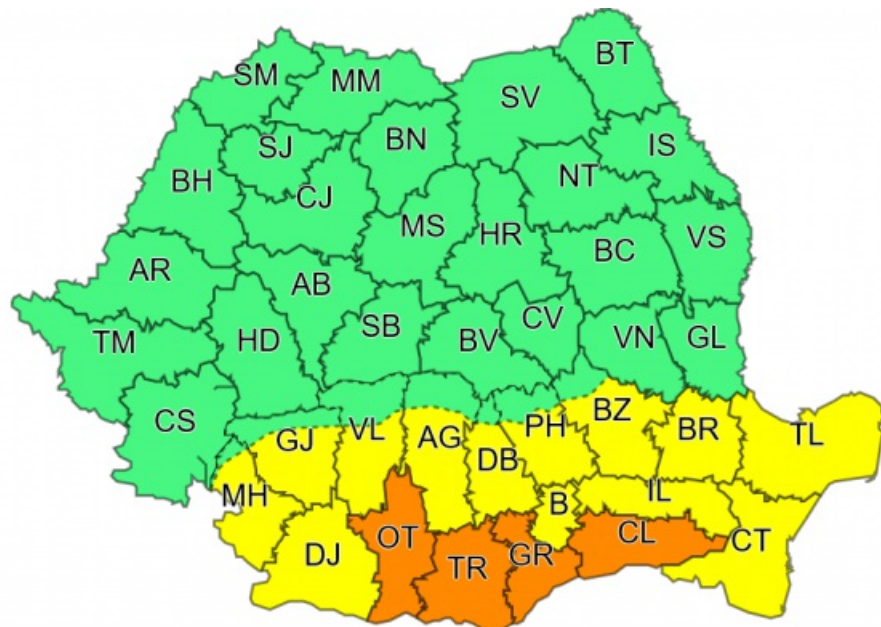 BT
SM
MM
SV
SJ
BN
IS
BH
CJ
NT
MS
HR
VS
BC
AR
AB
CV
TM
HD
SB
BV
VN
GL
CS
VL
PH
BZ
GJ
AG
BR
TL
DB
MH
B
IL
OT
CL
DJ
TR
GR
CT